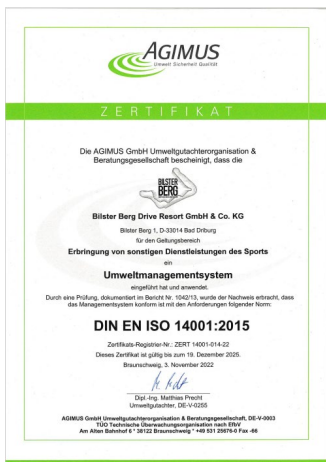 AGIMUS
Umwelt Sicherheit Qualität
ZERTIFIKAT
Die AGIMUS GmbH Umweltgutachterorganisation &
Beratungsgesellschaft bescheinigt, dass die
BILSTER
BERG
Bilster Berg Drive Resort GmbH & Co. KG
Bilster Berg 1, D-33014 Bad Driburg
für den Geltungsbereich
Erbringung von sonstigen Dienstleistungen des Sports
ein
Umweltmanagementsystem
eingeführt hat und anwendet.
Durch eine Prüfung, dokumentiert im Bericht Nr. 1042/13, wurde der Nachweis erbracht, dass
das Managementsystem konform ist mit den Anforderungen folgender Norm:
DIN EN ISO 14001:2015
Zertifikats-Registrier-Nr.: ZERT 14001-014-22
Dieses Zertifikat ist gültig bis zum 19. Dezember 2025.
Braunschweig, 3. November 2022
Dipl.-Ing. Matthias Precht
Umweltgutachter, DE-V-0255
AGIMUS GmbH Umweltgutachterorganisation & Beratungsgesellschaft, DE-V-0003
TÜO Technische Überwachungsorganisation nach EfbV
Am Alten Bahnhof 6 * 38122 Braunschweig * +49 531 25676-0 Fax -66